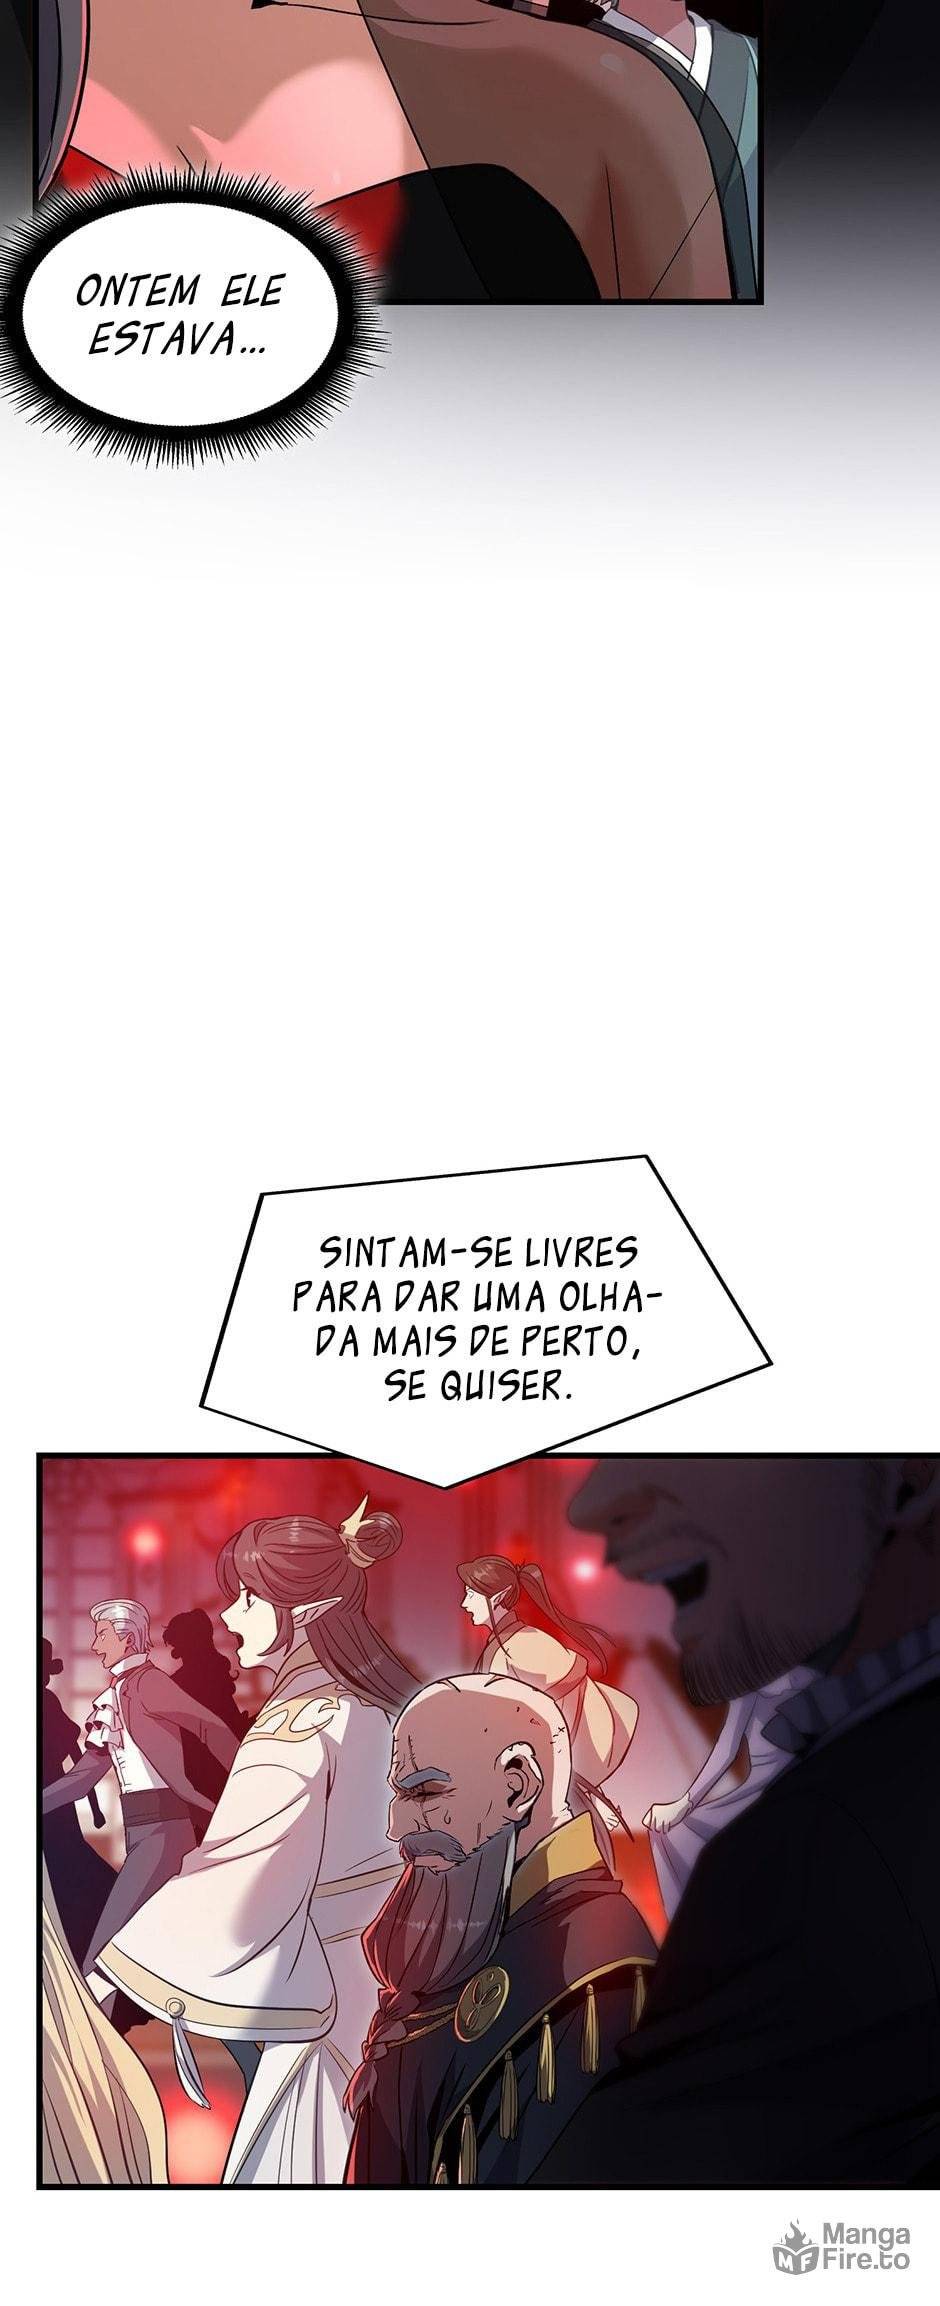 ONTEM ELE
ESTAVA...
SINTAM-SE LIVRES
PARA DAR UMA OLHA-
DA MAIS DE PERTO,
SE QUISER.
Manga
Fire.to
MF